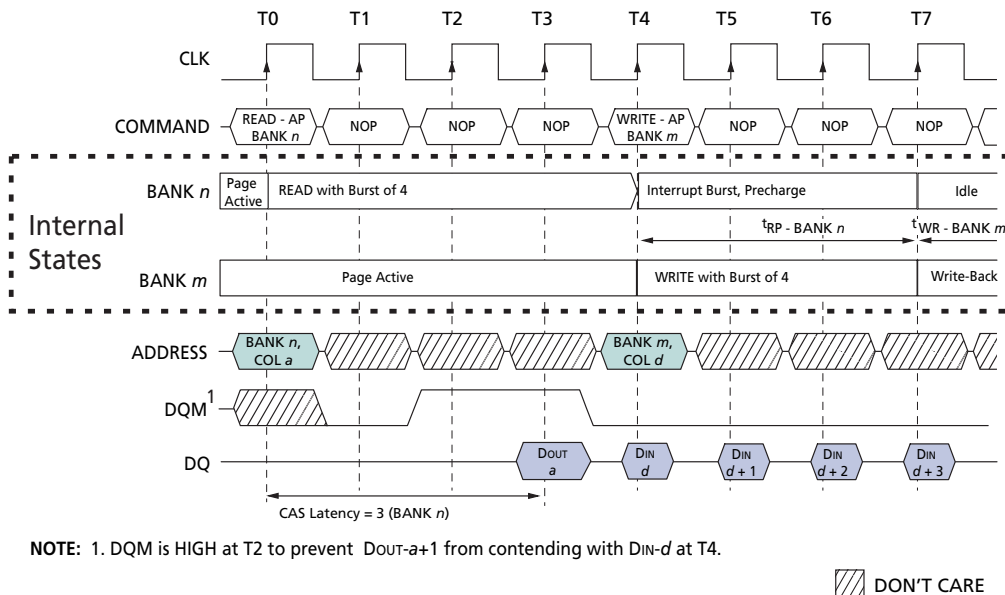 T0 T1 T2 T3 T4 T5 T6 T7
CLK
COMMAND
READ - AP BANK n
NOP
NOP
NOP
WRITE - AP BANK m
NOP
NOP
NOP
Internal States
BANK n
Page Active
READ with Burst of 4
Interrupt Burst, Precharge
Idle
tRP - BANK n
tWR - BANK m
BANK m
Page Active
WRITE with Burst of 4
Write-Back
ADDRESS
BANK n, COL a
BANK m, COL d
DQM1
DQ
DOUT a
DIN d
DIN d + 1
DIN d + 2
DIN d + 3
CAS Latency = 3 (BANK n)
NOTE: 1. DQM is HIGH at T2 to prevent DOUT-a+1 from contending with DIN-d at T4.
DON'T CARE